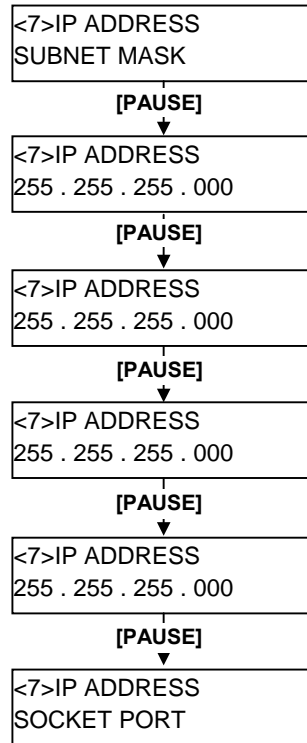 <7>IP ADDRESS
SUBNET MASK
[PAUSE]
<7>IP ADDRESS
255 . 255 . 255 . 000
[PAUSE]
<7>IP ADDRESS
255 . 255 . 255 . 000
[PAUSE]
<7>IP ADDRESS
255 . 255 . 255 . 000
[PAUSE]
<7>IP ADDRESS
255 . 255 . 255 . 000
[PAUSE]
<7>IP ADDRESS
SOCKET PORT